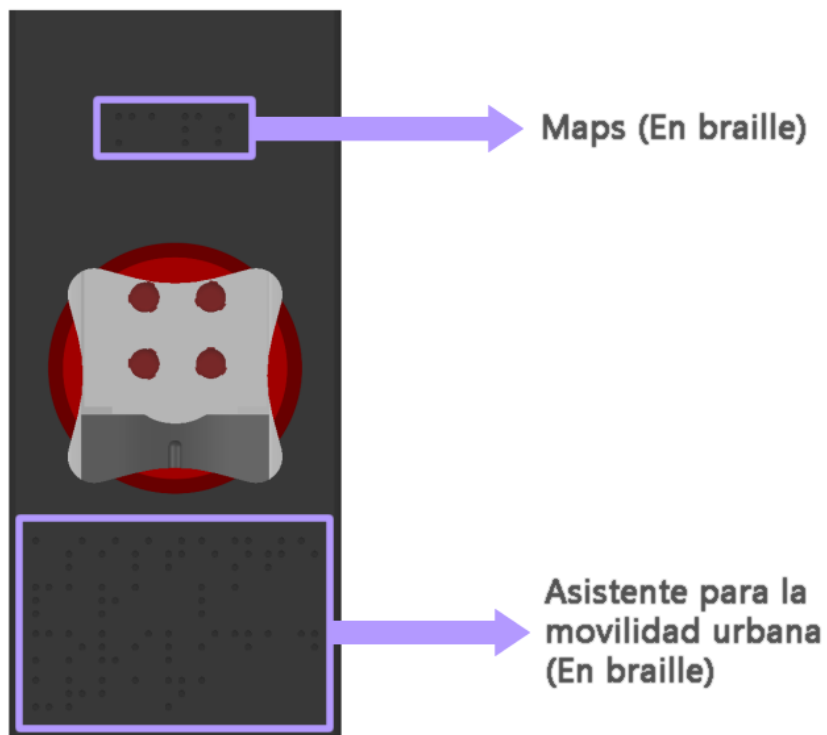 ⠍⠁⠏⠎
Maps (En braille)
⠁⠎⠊⠎⠞⠑⠝⠞⠑
⠏⠁⠗⠁ ⠇⠁
⠍⠕⠧⠊⠇⠊⠙⠁⠙
⠥⠗⠃⠁⠝⠁
Asistente para la
movilidad urbana
(En braille)